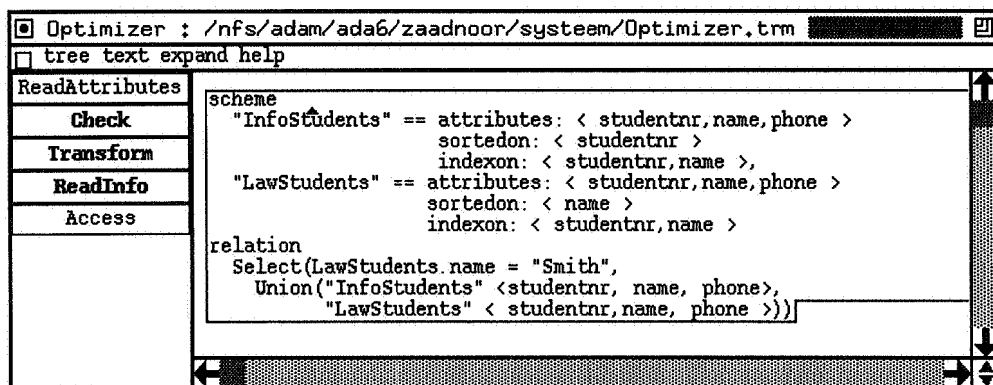 Optimizer : /nfs/adam/ada6/zaadnoor/systeem/Optimizer.trm
tree text expand help
ReadAttributes
Check
Transform
ReadInfo
Access
scheme
"InfoStudents" == attributes: < studentnr,name,phone >
sortedon: < studentnr >
indexon: < studentnr,name >,
"LawStudents" == attributes: < studentnr,name,phone >
sortedon: < name >
indexon: < studentnr,name >
relation
Select(LawStudents.name = "Smith",
Union("InfoStudents" <studentnr, name, phone>,
"LawStudents" < studentnr,name, phone >))